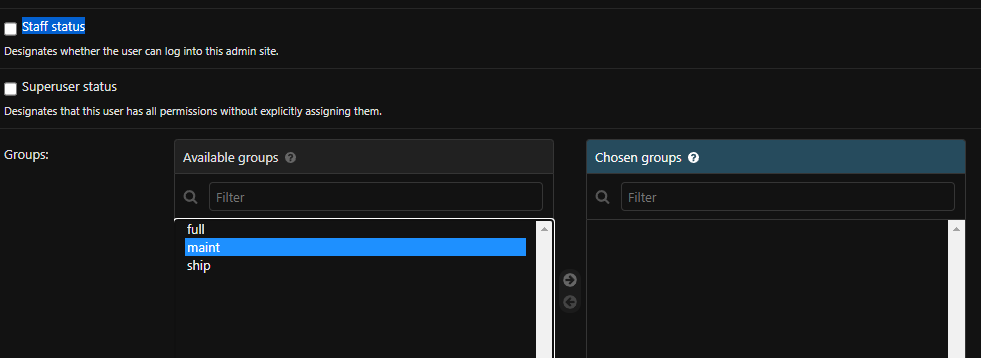 Staff status
Designates whether the user can log into this admin site.
Superuser status
Designates that this user has all permissions without explicitly assigning them.
Groups:
Available groups ?
Filter
full
maint
ship
Chosen groups ?
Filter